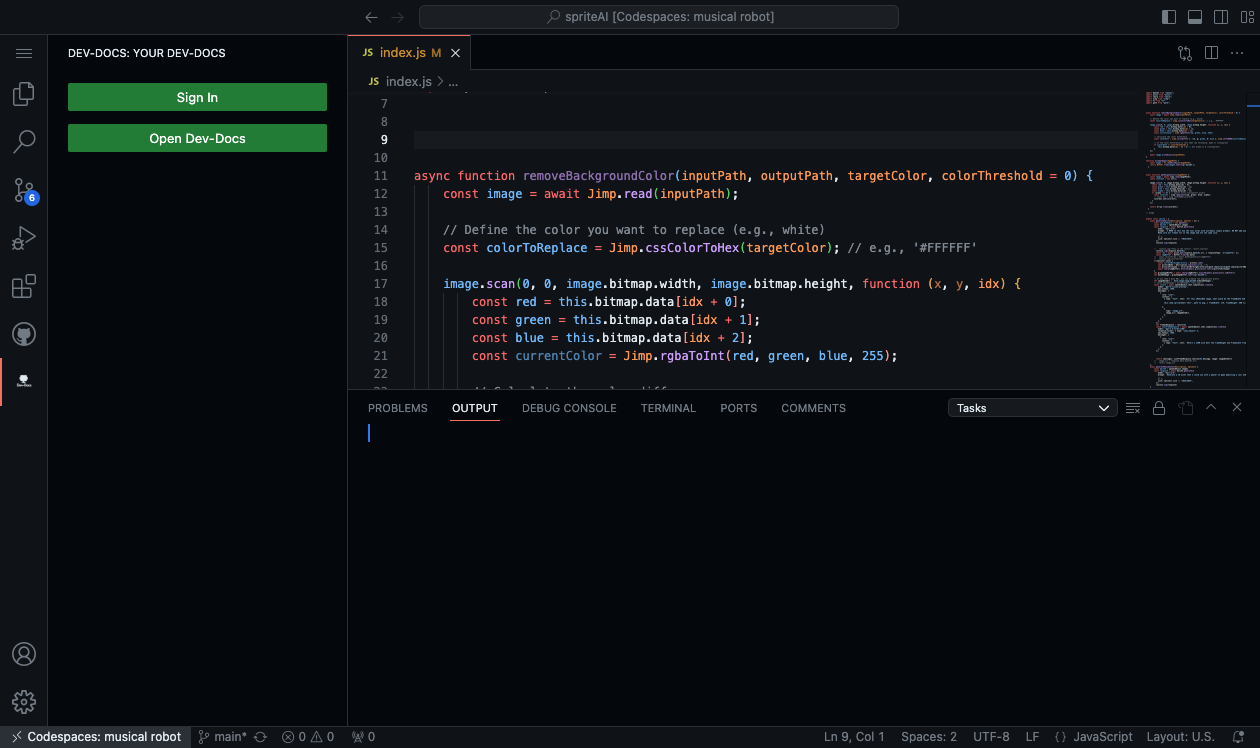 spriteAI [Codespaces: musical robot]
DEV-DOCS: YOUR DEV-DOCS
Sign In
Open Dev-Docs
6
Dev-Docs
JS index.js M
JS index.js > ...
7
8
9
10
11 async function removeBackgroundColor(inputPath, outputPath, targetColor, colorThreshold = 0) {
12 const image = await Jimp.read(inputPath);
13
14 // Define the color you want to replace (e.g., white)
15 const colorToReplace = Jimp.cssColorToHex(targetColor); // e.g., '#FFFFFF'
16
17 image.scan(0, 0, image.bitmap.width, image.bitmap.height, function (x, y, idx) {
18 const red = this.bitmap.data[idx + 0];
19 const green = this.bitmap.data[idx + 1];
20 const blue = this.bitmap.data[idx + 2];
21 const currentColor = Jimp.rgbaToInt(red, green, blue, 255);
22
PROBLEMS OUTPUT DEBUG CONSOLE TERMINAL PORTS COMMENTS Tasks
Codespaces: musical robot main* 0 0 0 Ln 9, Col 1 Spaces: 2 UTF-8 LF {} JavaScript Layout: U.S.